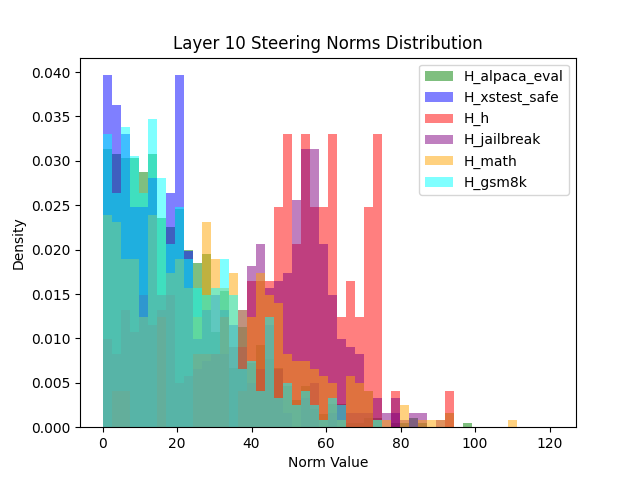 Layer 10 Steering Norms Distribution
H_alpaca_eval
H_xstest_safe
H_h
H_jailbreak
H_math
H_gsm8k
Density
0.040
0.035
0.030
0.025
0.020
0.015
0.010
0.005
0.000
0 20 40 60 80 100 120
Norm Value